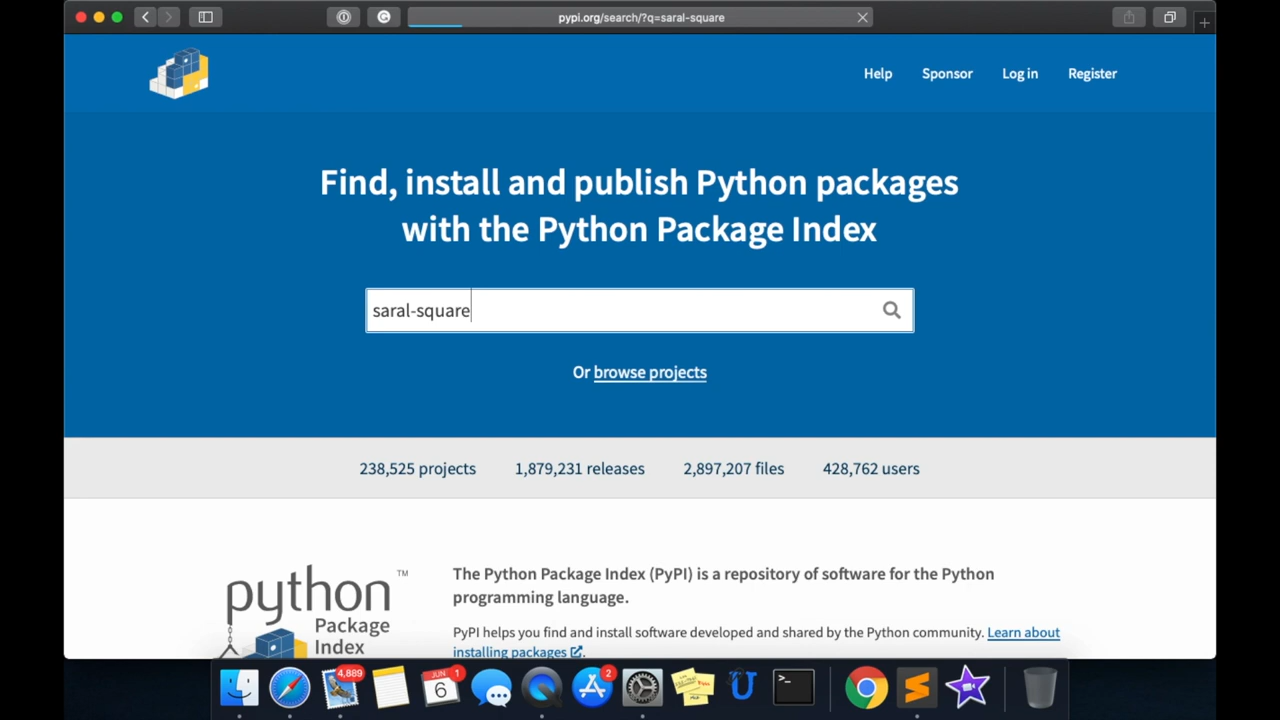 pypi.org/search/?q=saral-square
Help Sponsor Log in Register
Find, install and publish Python packages
with the Python Package Index
saral-square
Or browse projects
238,525 projects 1,879,231 releases 2,897,207 files 428,762 users
python™
Package
Index
The Python Package Index (PyPI) is a repository of software for the Python
programming language.
PyPI helps you find and install software developed and shared by the Python community. Learn about
installing packages.
4,889
JUN 1
6
2
>_